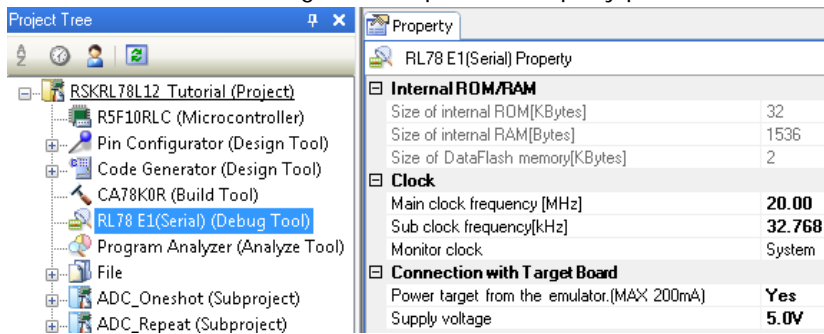 Project Tree
RSKRL78L12_Tutorial (Project)
R5F10RLC (Microcontroller)
Pin Configurator (Design Tool)
Code Generator (Design Tool)
CA78K0R (Build Tool)
RL78 E1(Serial) (Debug Tool)
Program Analyzer (Analyze Tool)
File
ADC_Oneshot (Subproject)
ADC_Repeat (Subproject)
Property
RL78 E1(Serial) Property
Internal ROM/RAM
Size of internal ROM[KBytes] 32
Size of internal RAM[Bytes] 1536
Size of DataFlash memory[KBytes] 2
Clock
Main clock frequency [MHz] 20.00
Sub clock frequency[kHz] 32.768
Monitor clock System
Connection with Target Board
Power target from the emulator.(MAX 200mA) Yes
Supply voltage 5.0V